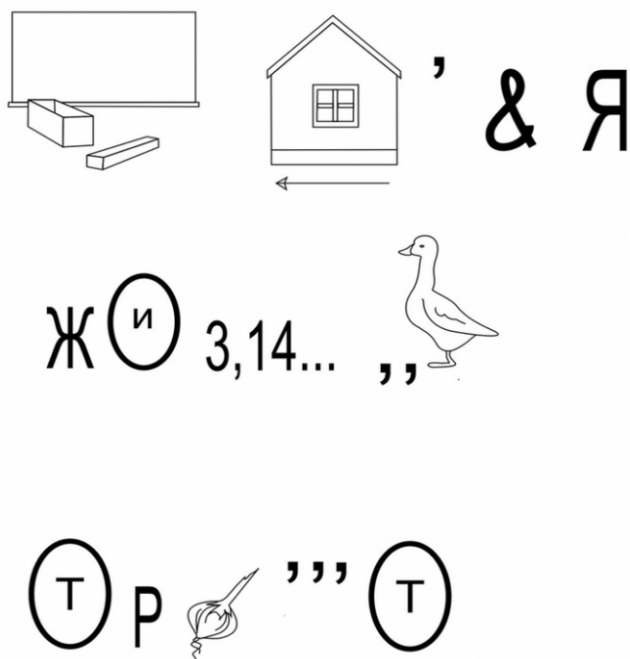 ’ & Я
Ж И 3,14... ,,
Т Р ’’’ Т